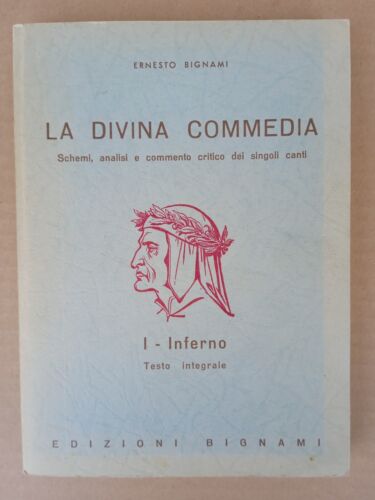 ERNESTO BIGNAMI
LA DIVINA COMMEDIA
Schemi, analisi e commento critico dei singoli canti
I - Inferno
Testo integrale
EDIZIONI BIGNAMI